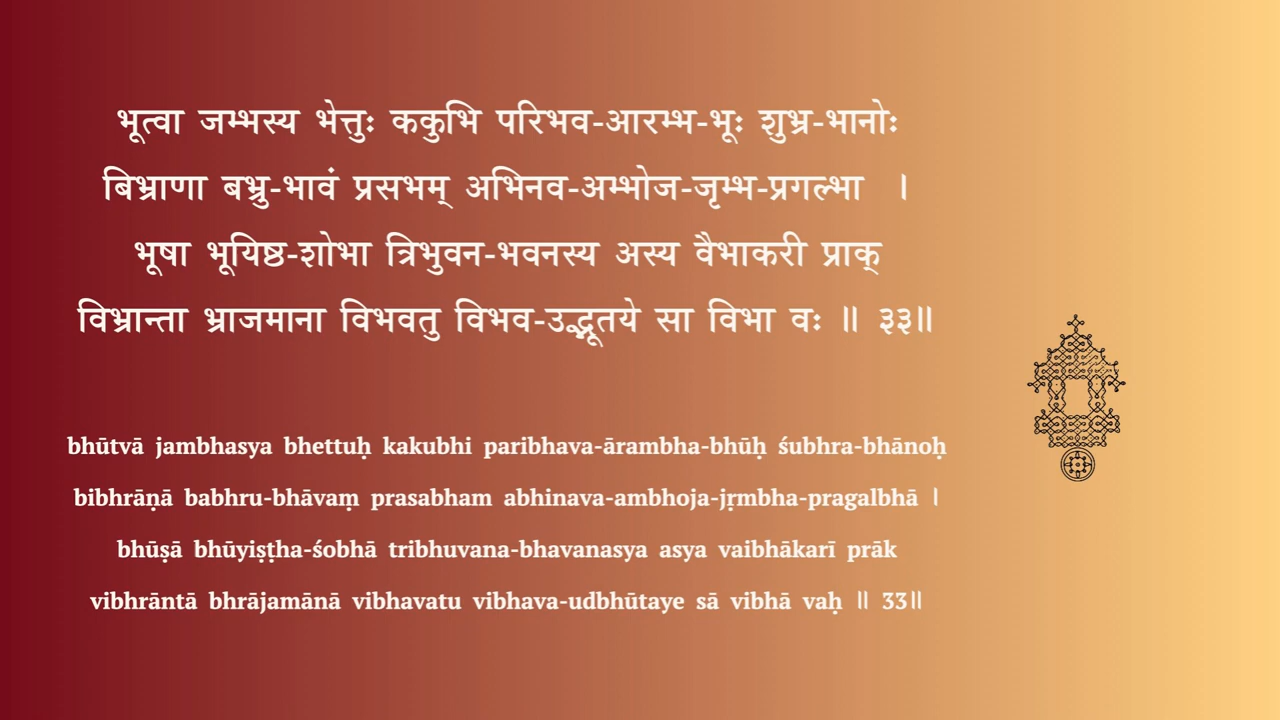 भूत्वा जम्भस्य भेत्तुः ककुभि परिभव-आरम्भ-भूः शुभ्र-भानोः
बिभ्राणा बभ्रु-भावं प्रसभम् अभिनव-अम्भोज-जृम्भ-प्रगल्भा ।
भूषा भूयिष्ठ-शोभा त्रिभुवन-भवनस्य अस्य वैभाकरी प्राक्
विभ्रान्ता भ्राजमाना विभवतु विभव-उद्भूतये सा विभा वः ॥ ३३॥
bhūtvā jambhasya bhettuḥ kakubhi paribhava-ārambha-bhūḥ śubhra-bhānoḥ
bibhrāṇā babhru-bhāvaṃ prasabham abhinava-ambhoja-jṛmbha-pragalbhā ।
bhūṣā bhūyiṣṭha-śobhā tribhuvana-bhavanasya asya vaibhākarī prāk
vibhrāntā bhrājamānā vibhavatu vibhava-udbhūtaye sā vibhā vaḥ ॥ 33॥